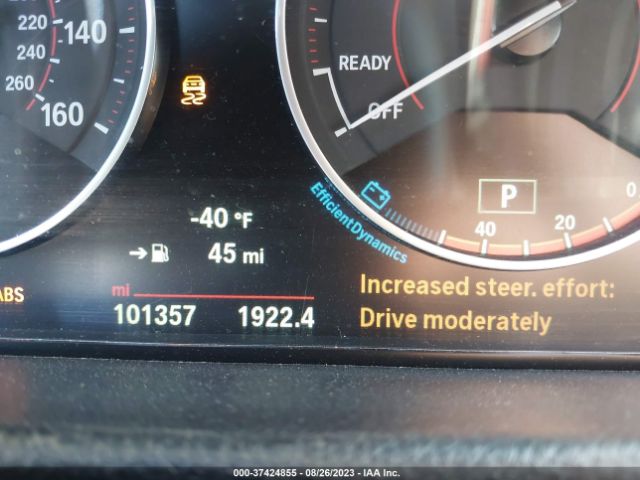 220
240
260
140
160
READY
OFF
-40 °F
45 mi
EfficientDynamics
P
40 20 0
ABS
mi
101357 1922.4
Increased steer. effort:
Drive moderately
000-37424855 - 08/26/2023 - IAA Inc.